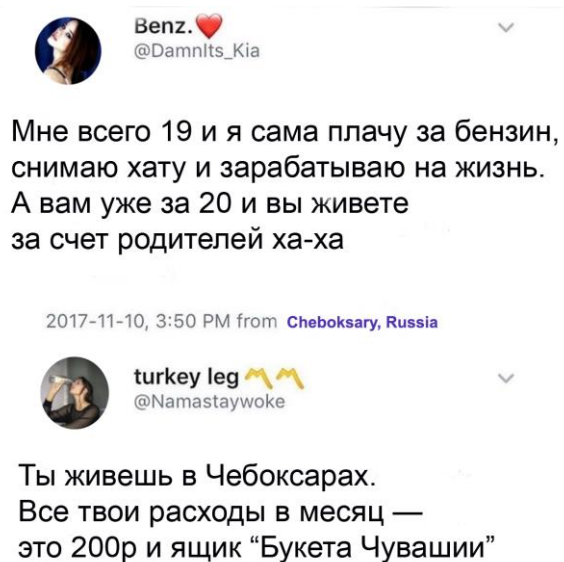 Benz.❤️
@DamnIts_Kia
Мне всего 19 и я сама плачу за бензин,
снимаю хату и зарабатываю на жизнь.
А вам уже за 20 и вы живете
за счет родителей ха-ха
2017-11-10, 3:50 PM from Cheboksary, Russia
turkey leg 〽️〽️
@Namastaywoke
Ты живешь в Чебоксарах.
Все твои расходы в месяц —
это 200р и ящик “Букета Чувашии”